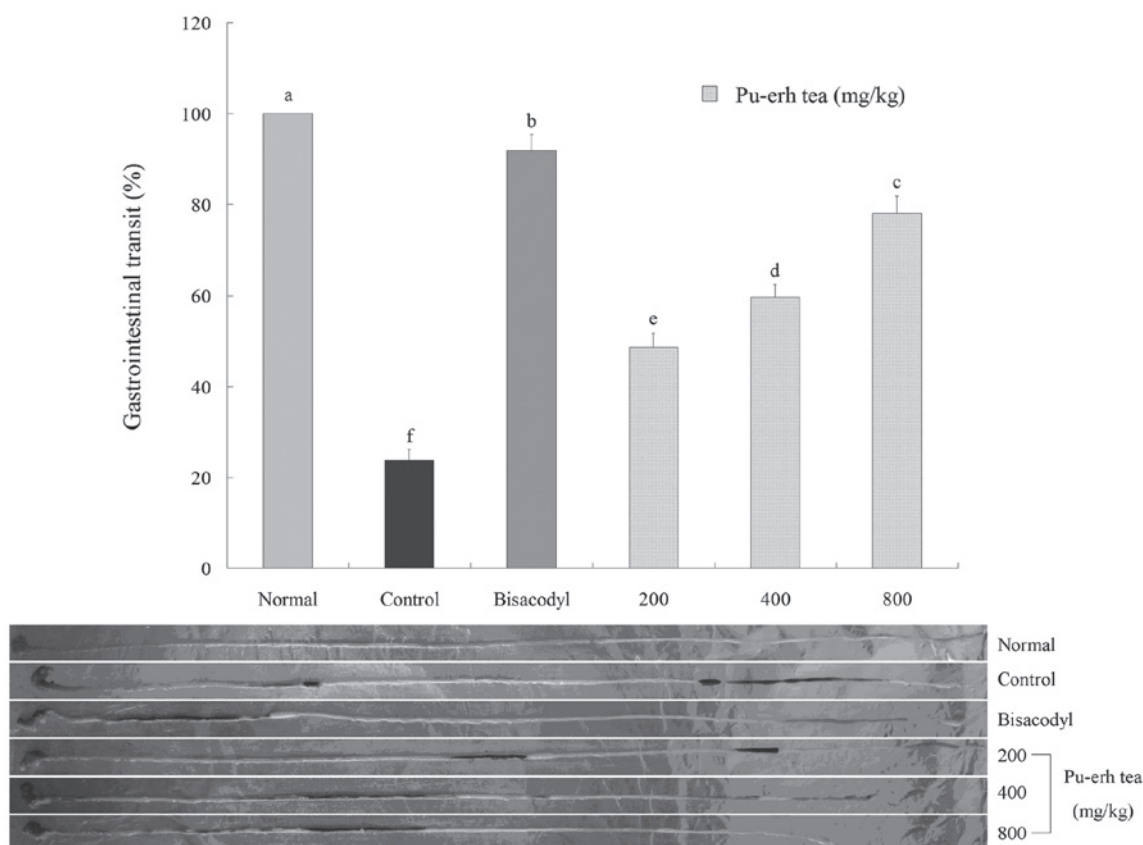 120
100
80
60
40
20
0
Gastrointestinal transit (%)
Pu-erh tea (mg/kg)
a
f
b
e
d
c
Normal Control Bisacodyl 200 400 800
Normal
Control
Bisacodyl
200
400
800
Pu-erh tea
(mg/kg)